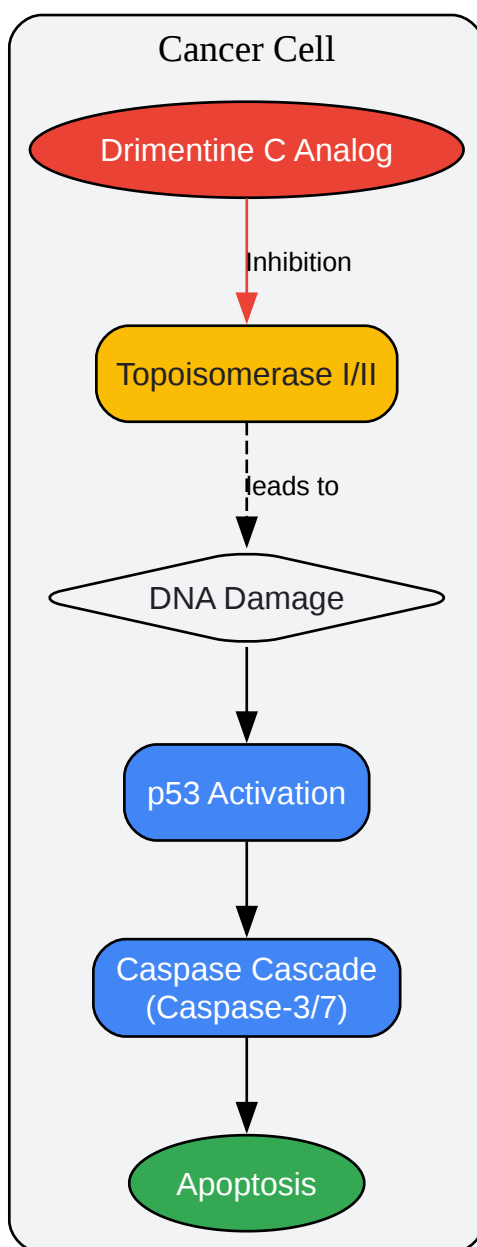 Cancer Cell
Drimentine C Analog
Inhibition
Topoisomerase I/II
leads to
DNA Damage
p53 Activation
Caspase Cascade
(Caspase-3/7)
Apoptosis